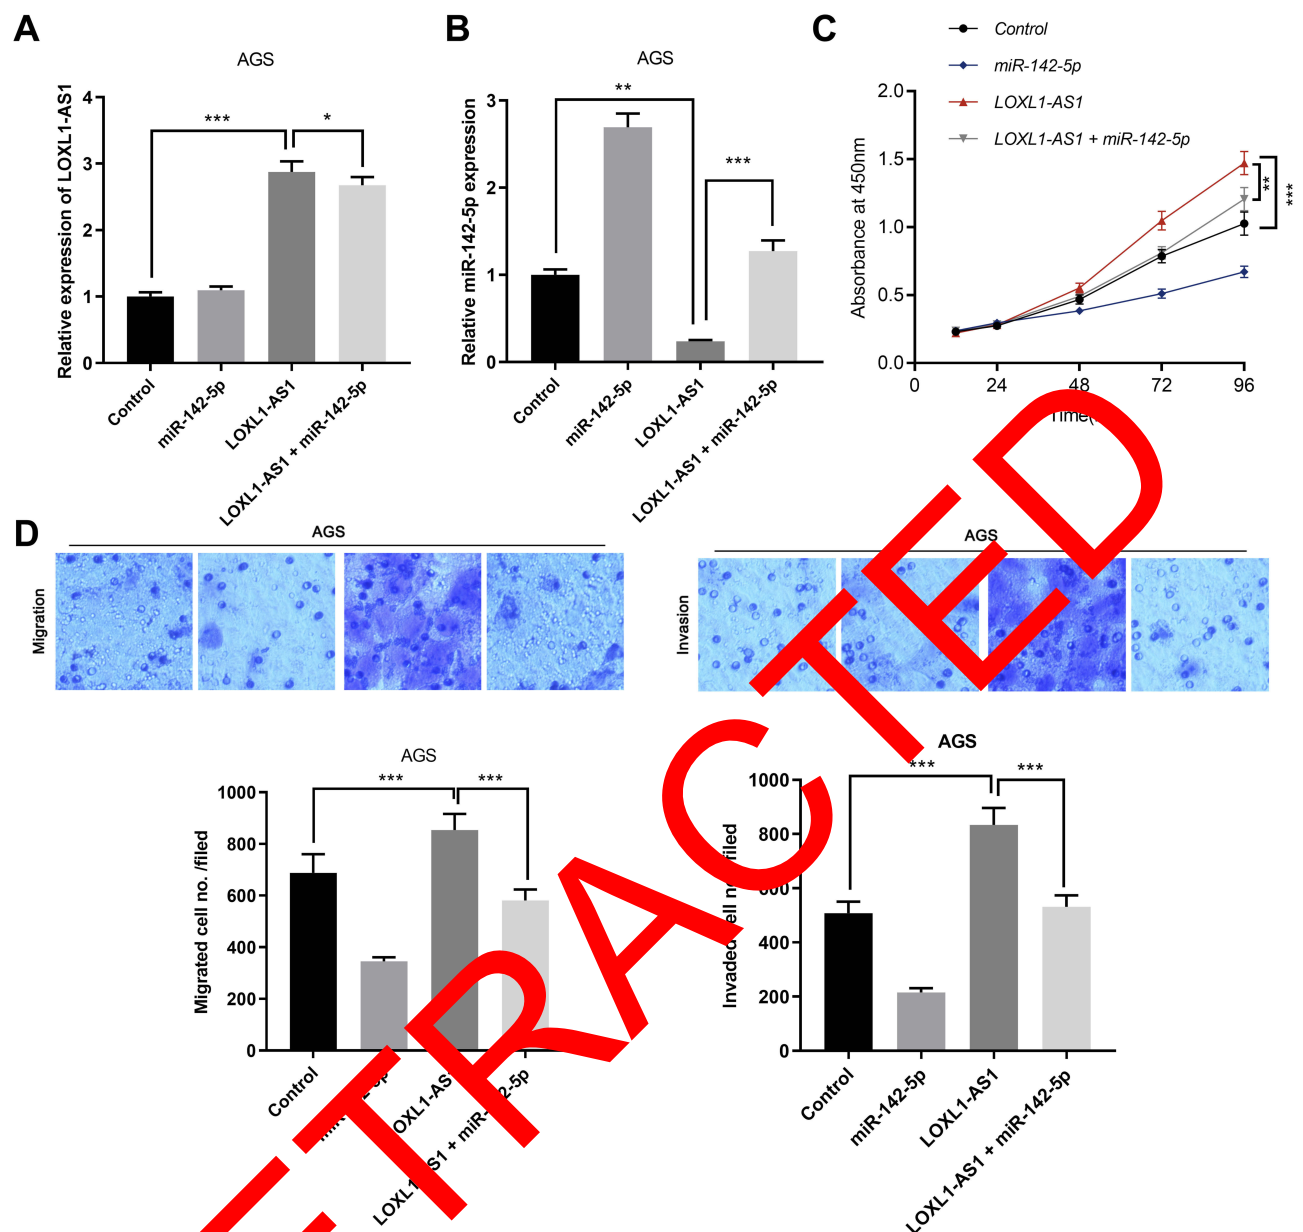 A
AGS
Relative expression of LOXL1-AS1
4
3
2
1
0
***
*
Control
miR-142-5p
LOXL1-AS1
LOXL1-AS1 + miR-142-5p
B
AGS
Relative miR-142-5p expression
3
2
1
0
**
***
Control
miR-142-5p
LOXL1-AS1
LOXL1-AS1 + miR-142-5p
C
Control
miR-142-5p
LOXL1-AS1
LOXL1-AS1 + miR-142-5p
Absorbance at 450nm
2.0
1.5
1.0
0.5
0.0
**
***
0 24 48 72 96
D
AGS
Migration
AGS
Invasion
AGS
Migrated cell no. /filed
1000
800
600
400
200
0
***
***
Control
LOXL1-AS1
AGS
1000
800
600
400
200
0
***
***
Control
miR-142-5p
LOXL1-AS1
LOXL1-AS1 + miR-142-5p
TRACTED